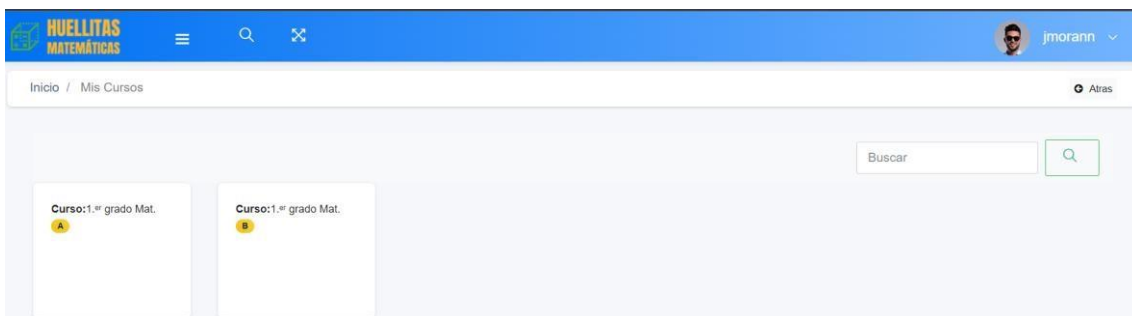 HUELLITAS
MATEMÁTICAS
jmorann
Inicio / Mis Cursos
Atras
Buscar
Curso:1.er grado Mat.
A
Curso:1.er grado Mat.
B